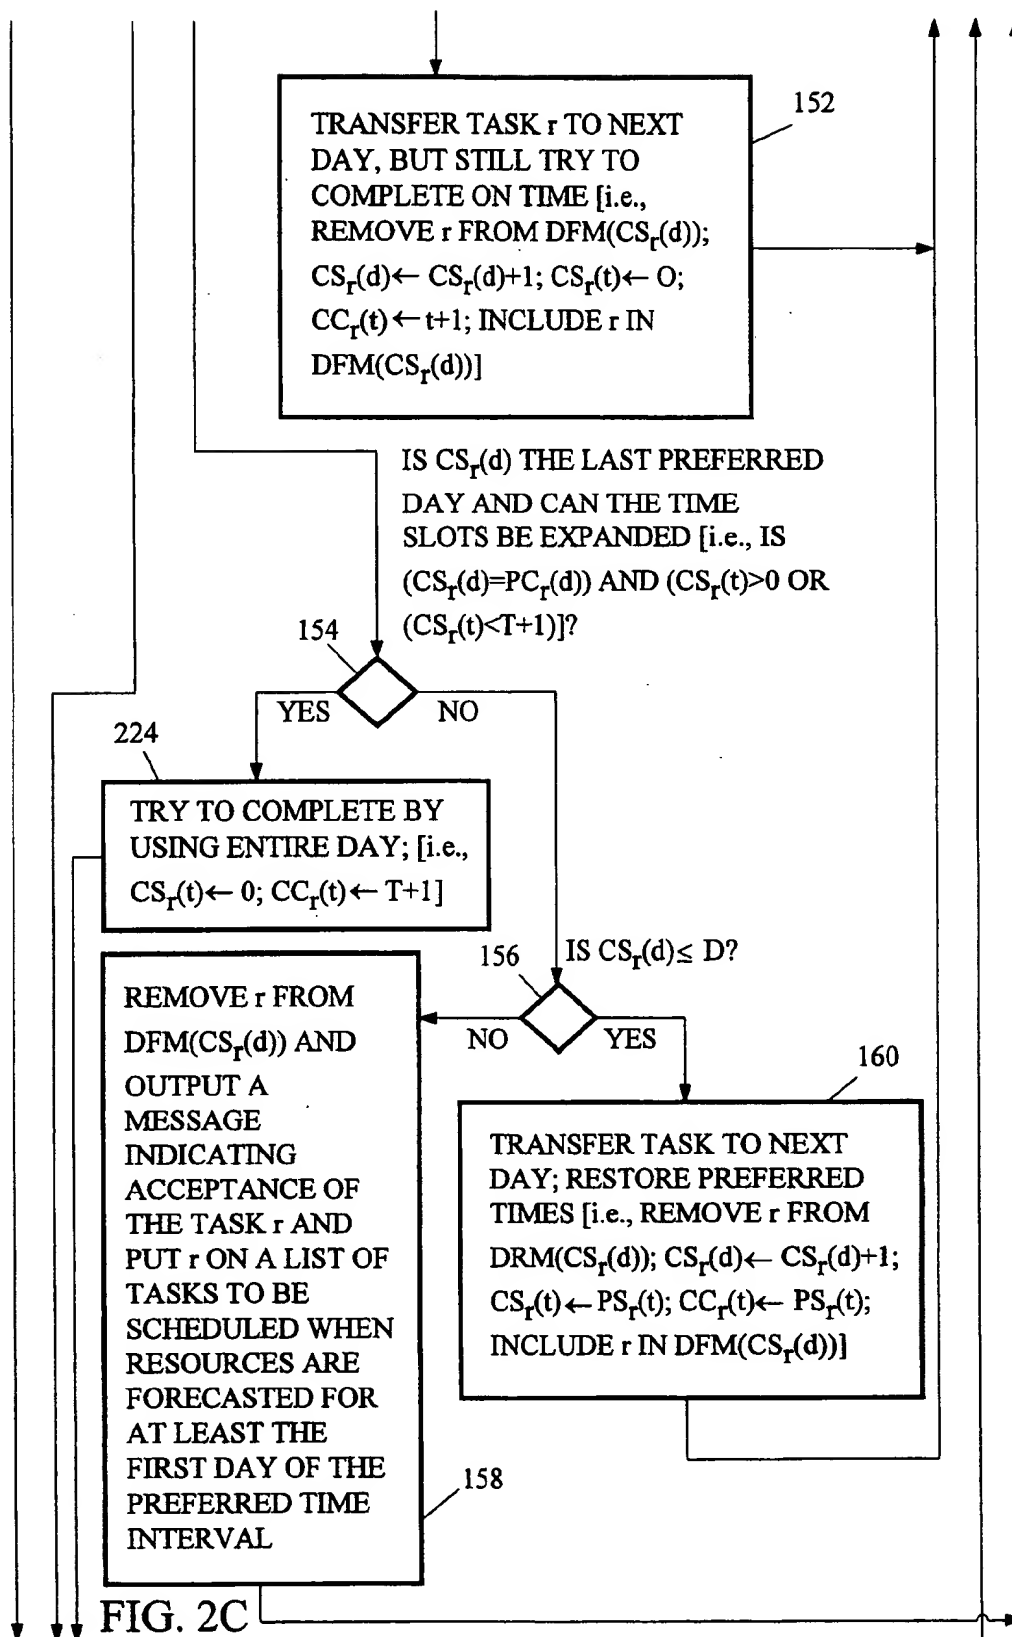 152
TRANSFER TASK r TO NEXT
DAY, BUT STILL TRY TO
COMPLETE ON TIME [i.e.,
REMOVE r FROM DFM(CSr(d));
CSr(d)← CSr(d)+1; CSr(t)← O;
CCr(t)←t+1; INCLUDE r IN
DFM(CSr(d))]
IS CSr(d) THE LAST PREFERRED
DAY AND CAN THE TIME
SLOTS BE EXPANDED [i.e., IS
(CSr(d)=PCr(d)) AND (CSr(t)>0 OR
(CSr(t)<T+1)]?
154
YES
NO
224
TRY TO COMPLETE BY
USING ENTIRE DAY; [i.e.,
CSr(t)← 0; CCr(t)← T+1]
156
IS CSr(d)≤ D?
NO
YES
REMOVE r FROM
DFM(CSr(d)) AND
OUTPUT A
MESSAGE
INDICATING
ACCEPTANCE OF
THE TASK r AND
PUT r ON A LIST OF
TASKS TO BE
SCHEDULED WHEN
RESOURCES ARE
FORECASTED FOR
AT LEAST THE
FIRST DAY OF THE
PREFERRED TIME
INTERVAL
158
160
TRANSFER TASK TO NEXT
DAY; RESTORE PREFERRED
TIMES [i.e., REMOVE r FROM
DRM(CSr(d)); CSr(d)← CSr(d)+1;
CSr(t)←PSr(t); CCr(t)← PSr(t);
INCLUDE r IN DFM(CSr(d))]
FIG. 2C